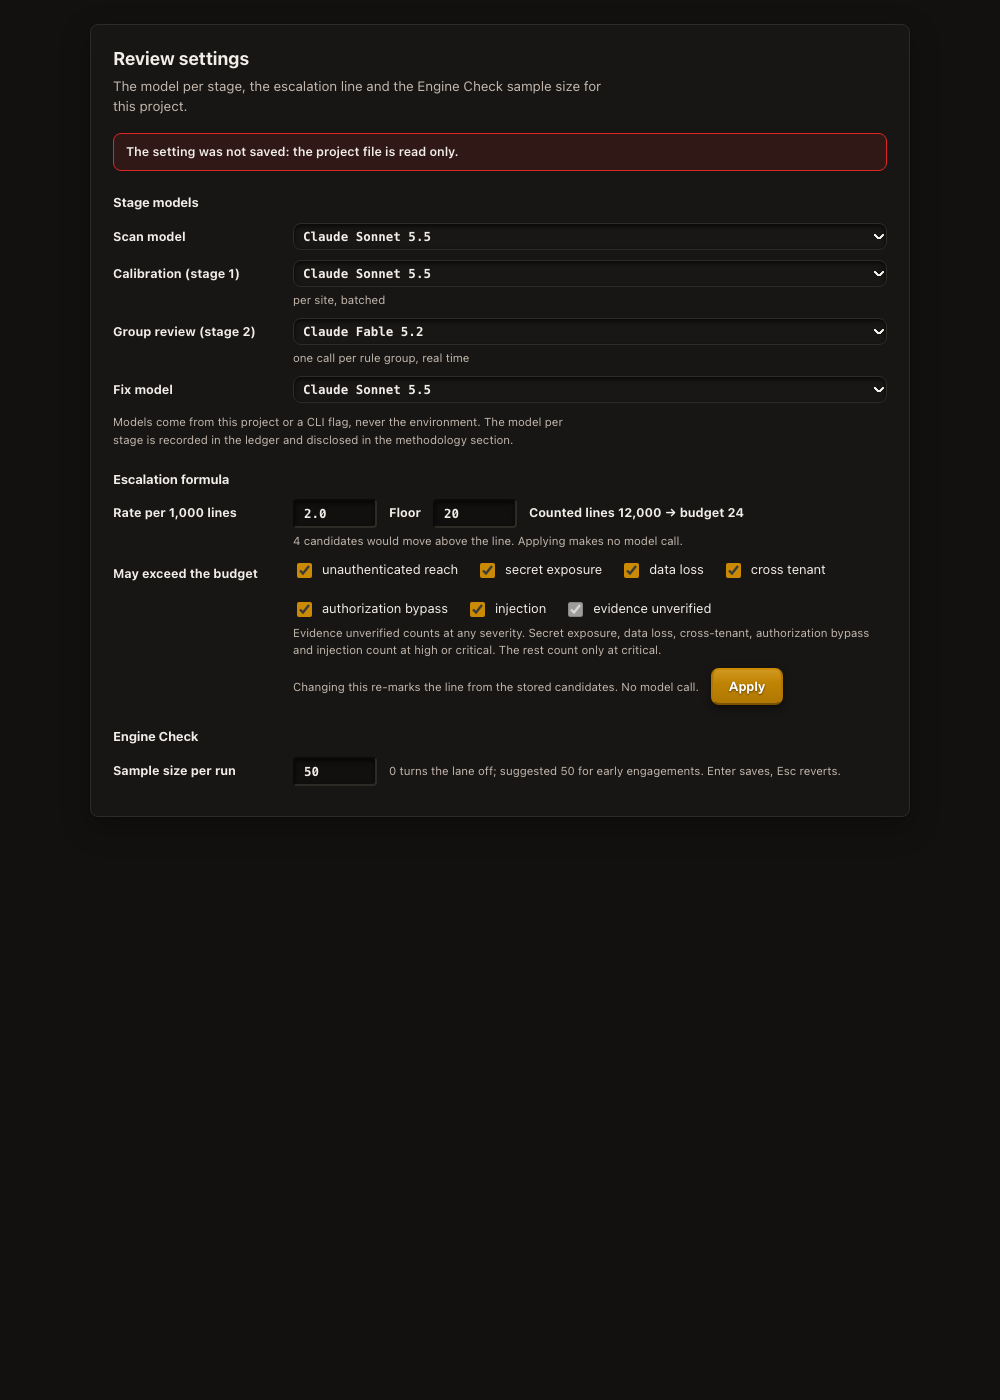 Review settings
The model per stage, the escalation line and the Engine Check sample size for
this project.
The setting was not saved: the project file is read only.
Stage models
Scan model
Claude Sonnet 5.5
Calibration (stage 1)
Claude Sonnet 5.5
per site, batched
Group review (stage 2)
Claude Fable 5.2
one call per rule group, real time
Fix model
Claude Sonnet 5.5
Models come from this project or a CLI flag, never the environment. The model per
stage is recorded in the ledger and disclosed in the methodology section.
Escalation formula
Rate per 1,000 lines 2.0 Floor 20 Counted lines 12,000 → budget 24
4 candidates would move above the line. Applying makes no model call.
May exceed the budget unauthenticated reach secret exposure data loss cross tenant
authorization bypass injection evidence unverified
Evidence unverified counts at any severity. Secret exposure, data loss, cross-tenant, authorization bypass
and injection count at high or critical. The rest count only at critical.
Changing this re-marks the line from the stored candidates. No model call. Apply
Engine Check
Sample size per run 50 0 turns the lane off; suggested 50 for early engagements. Enter saves, Esc reverts.